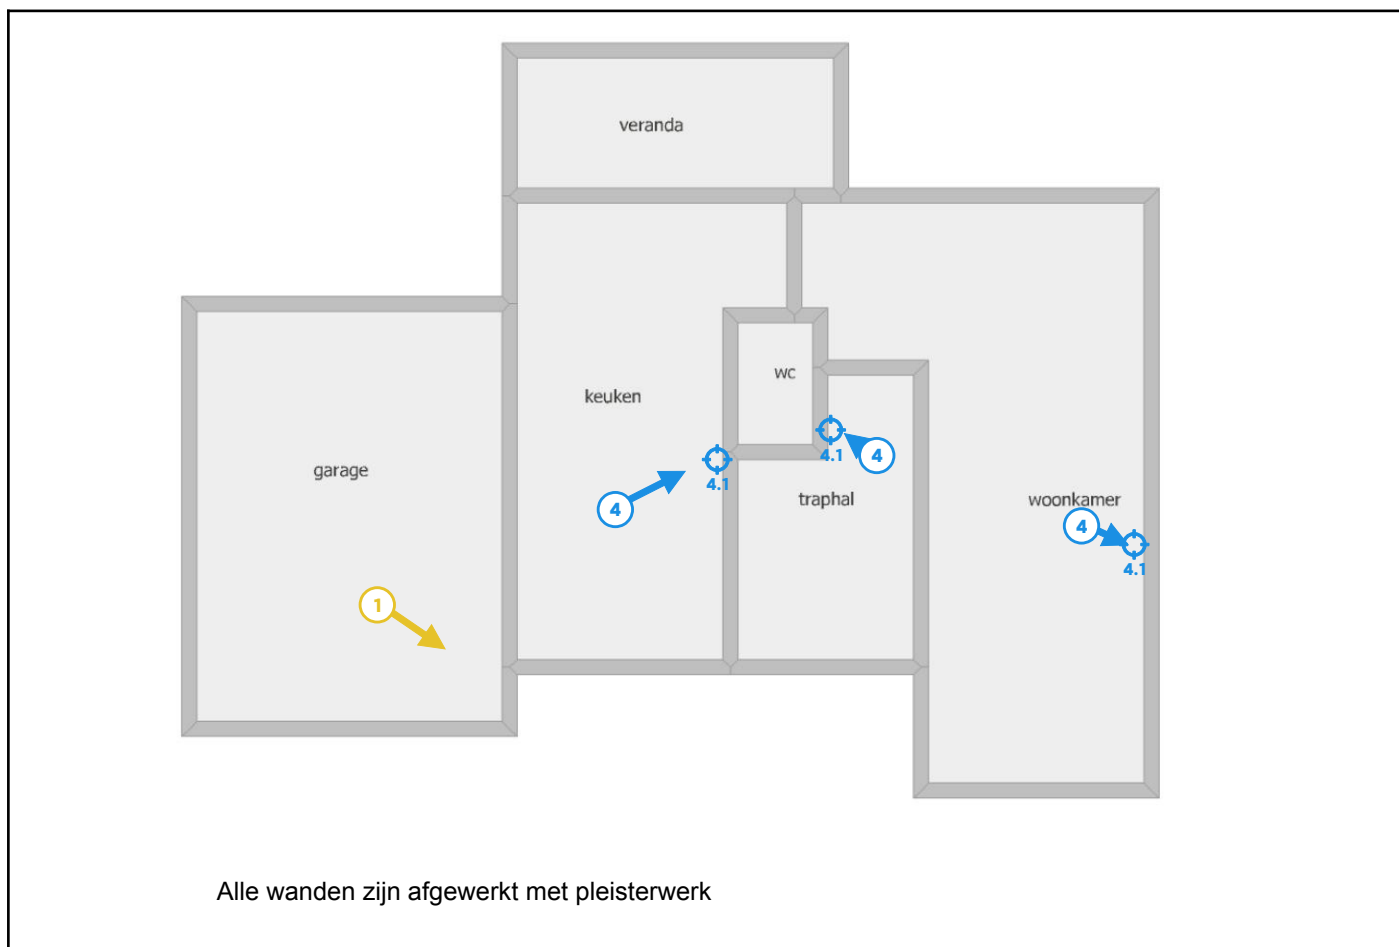 veranda
wc
keuken
4
4.1
garage
4
4.1
traphal
woonkamer
4
4.1
1
Alle wanden zijn afgewerkt met pleisterwerk